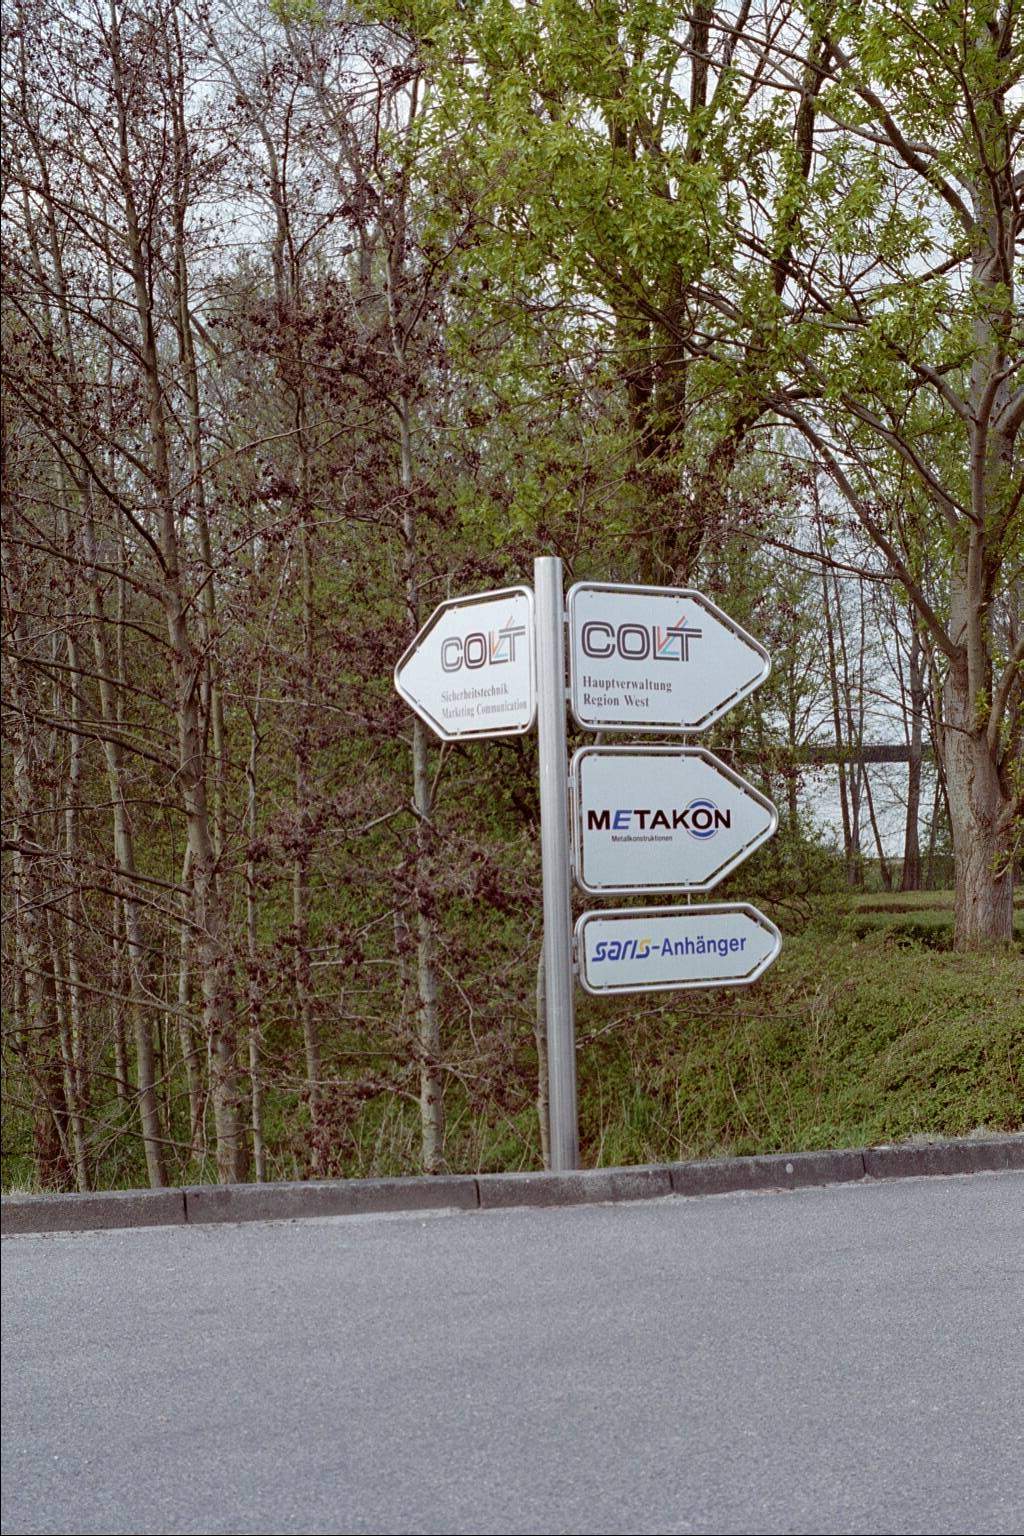 COLT
Sicherheitstechnik
Marketing Communication
COLT
Hauptverwaltung
Region West
METAKON
Metallkonstruktionen
saris-Anhänger